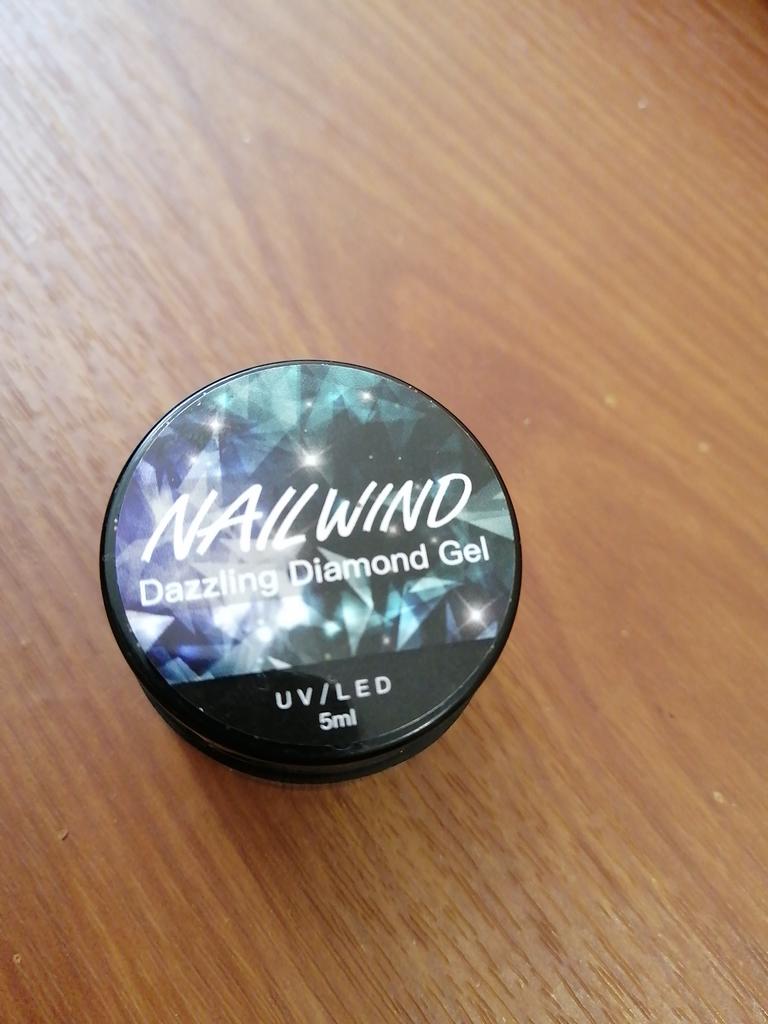 NAILWIND
Dazzling Diamond Gel
UV/LED
5ml